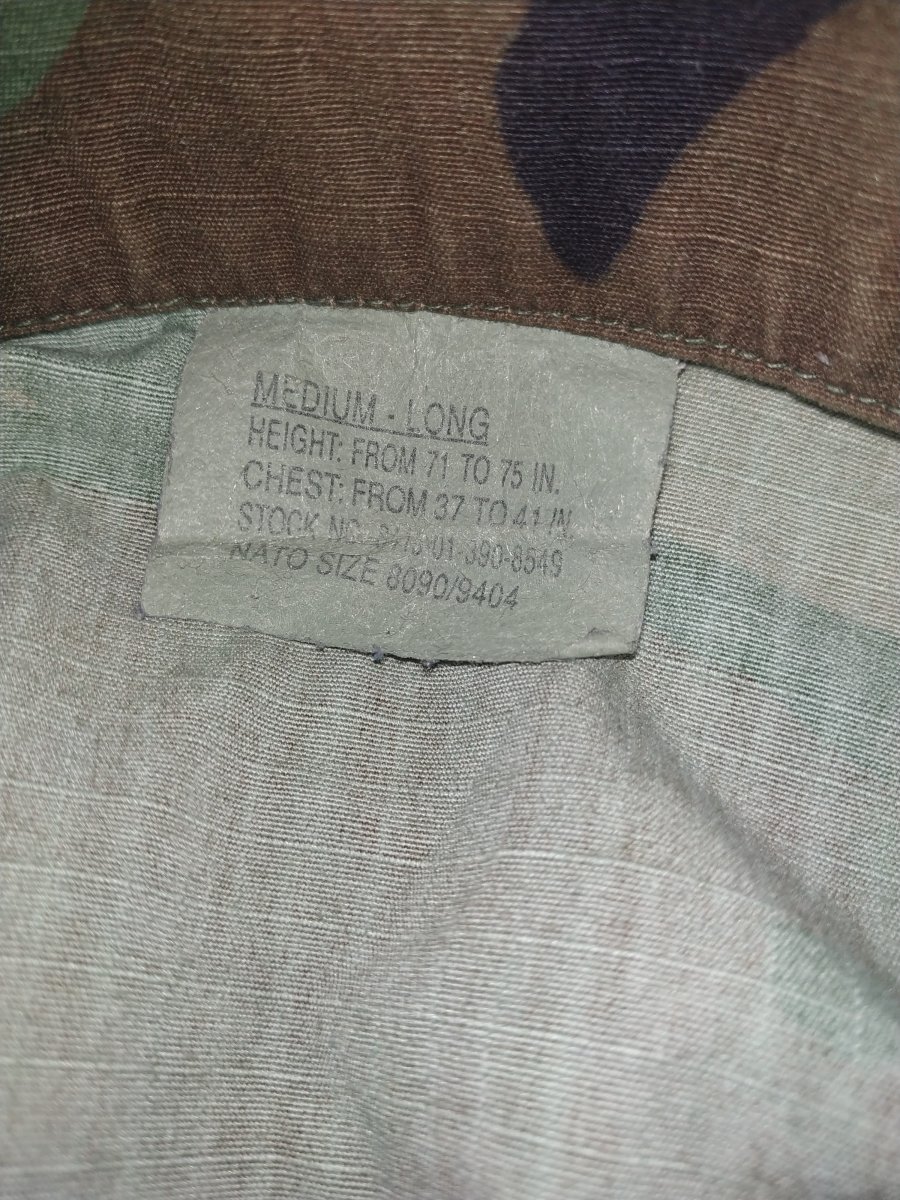 MEDIUM - LONG
HEIGHT: FROM 71 TO 75 IN.
CHEST: FROM 37 TO 41 IN.
STOCK NO. 8415-01-390-8549
NATO SIZE 8090/9404